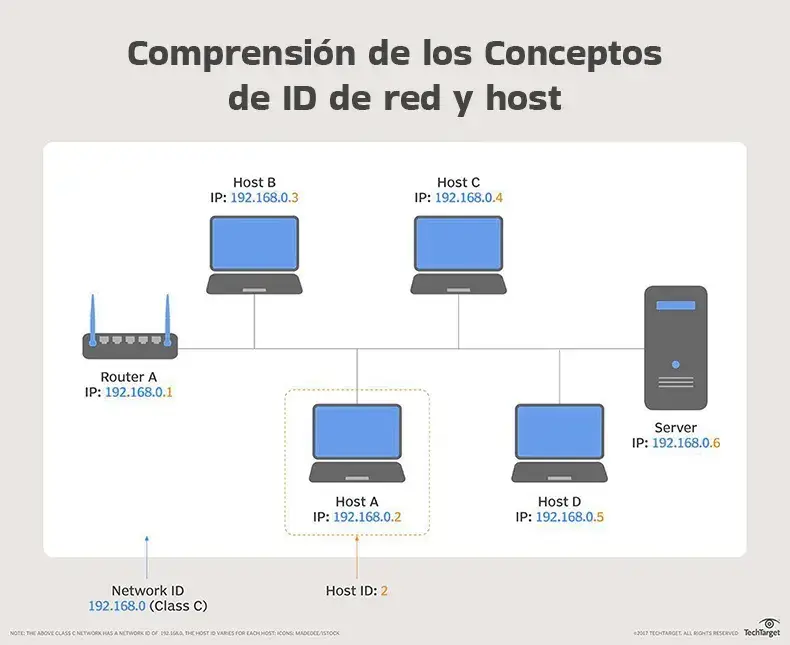 Comprensión de los Conceptos
de ID de red y host
Host B
IP: 192.168.0.3
Host C
IP: 192.168.0.4
Router A
IP: 192.168.0.1
Server
IP: 192.168.0.6
Host A
IP: 192.168.0.2
Host D
IP: 192.168.0.5
Network ID
192.168.0 (Class C)
Host ID: 2
NOTE: THE ABOVE CLASS C NETWORK HAS A NETWORK ID OF 192.168.0, THE HOST ID VARIES FOR EACH HOST; ICONS: MADEDEE/ISTOCK
©2017 TECHTARGET. ALL RIGHTS RESERVED
TechTarget